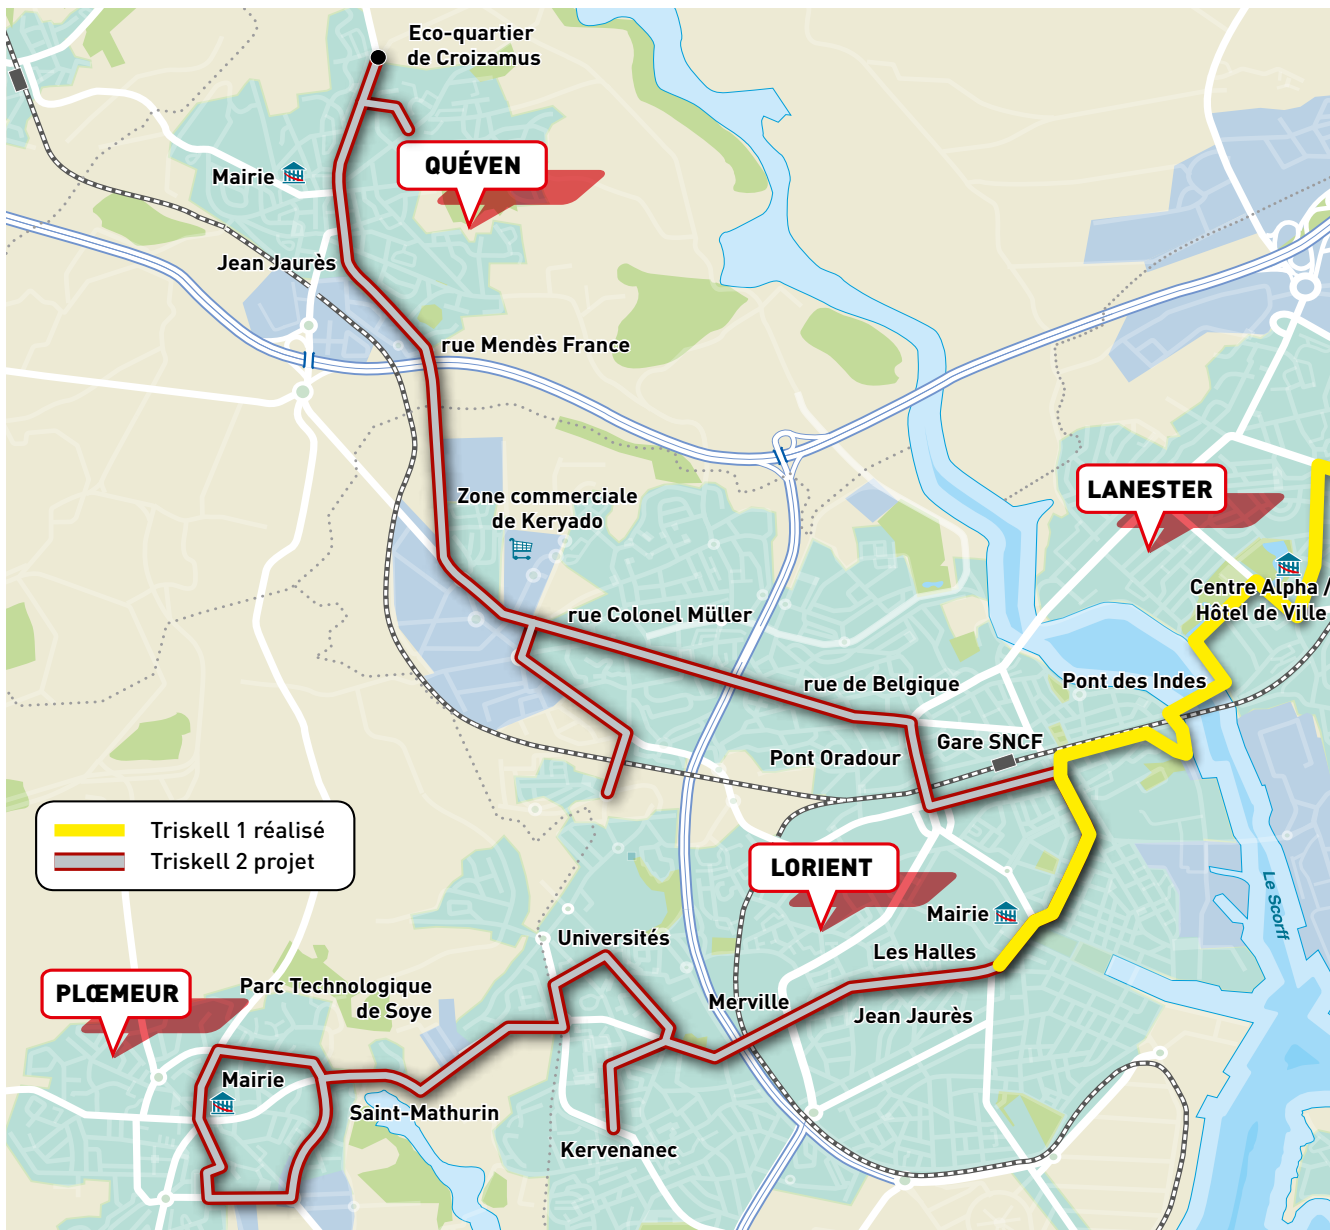 Eco-quartier
de Croizamus
QUÉVEN
Mairie
Jean Jaurès
rue Mendès France
Zone commerciale
de Keryado
LANESTER
Centre Alpha /
Hôtel de Ville
rue Colonel Müller
rue de Belgique
Pont des Indes
Gare SNCF
Pont Oradour
Triskell 1 réalisé
Triskell 2 projet
LORIENT
Mairie
Le Scorff
Les Halles
Universités
Merville
Jean Jaurès
PLŒMEUR
Parc Technologique
de Soye
Mairie
Saint-Mathurin
Kervenanec